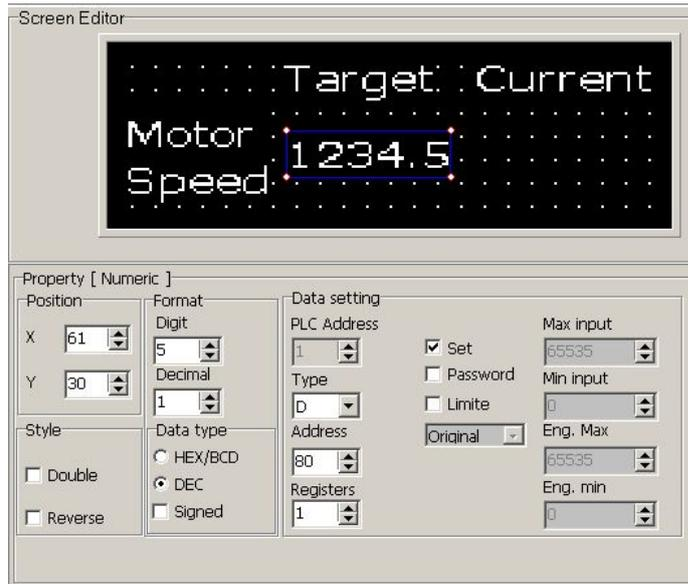 Screen Editor
Target Current
Motor
Speed
1234.5
Property [ Numeric ]
Position
X 61
Y 30
Style
Double
Reverse
Format
Digit
5
Decimal
1
Data type
HEX/BCD
DEC
Signed
Data setting
PLC Address
1
Type
D
Address
80
Registers
1
Set
Password
Limite
Original
Max input
65535
Min input
0
Eng. Max
65535
Eng. min
0